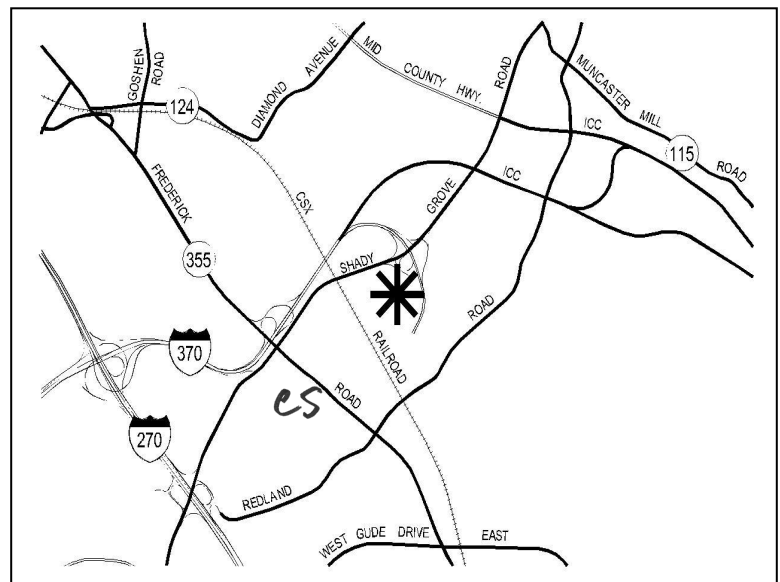 GOSHEN ROAD
124
DIAMOND AVENUE
MID COUNTY HWY.
ROAD
MUNCASTER MILL ROAD
ICC
115
FREDERICK
CSX
GROVE
ICC
355
SHADY
370
RAILROAD
ROAD
ROAD
es
270
REDLAND
WEST GUDE DRIVE EAST